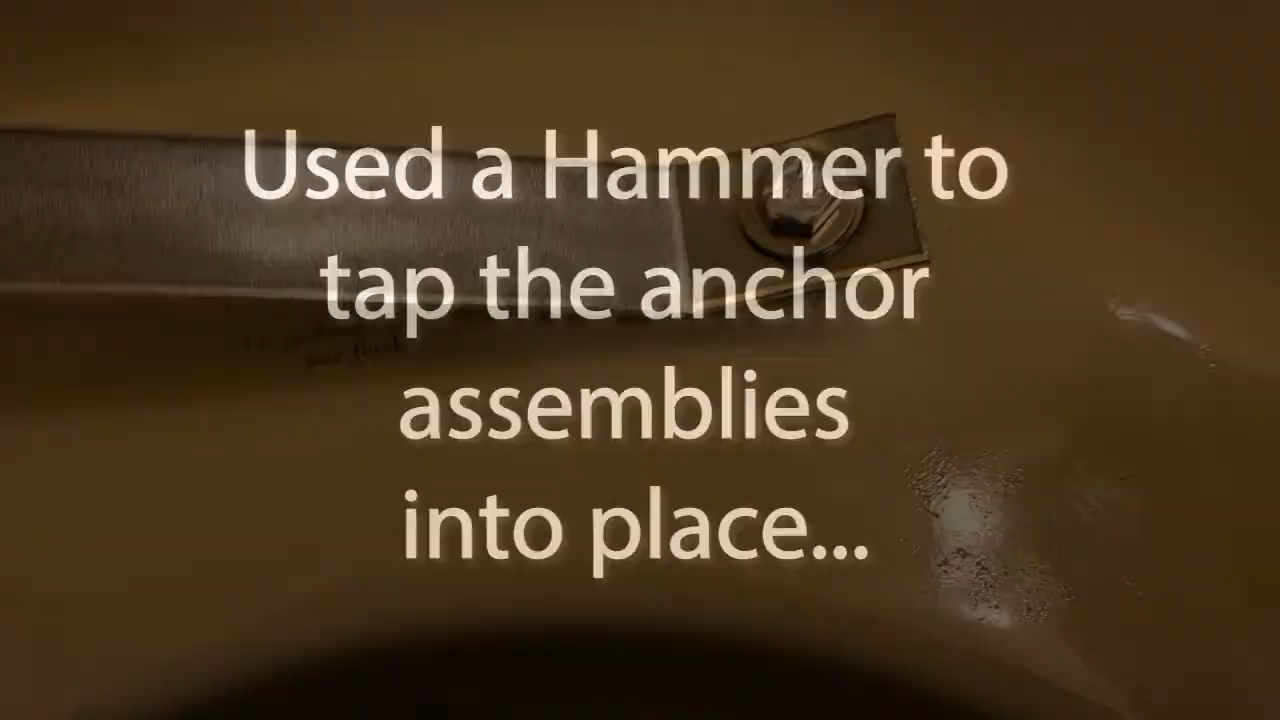 Used a Hammer to
tap the anchor
assemblies
into place...